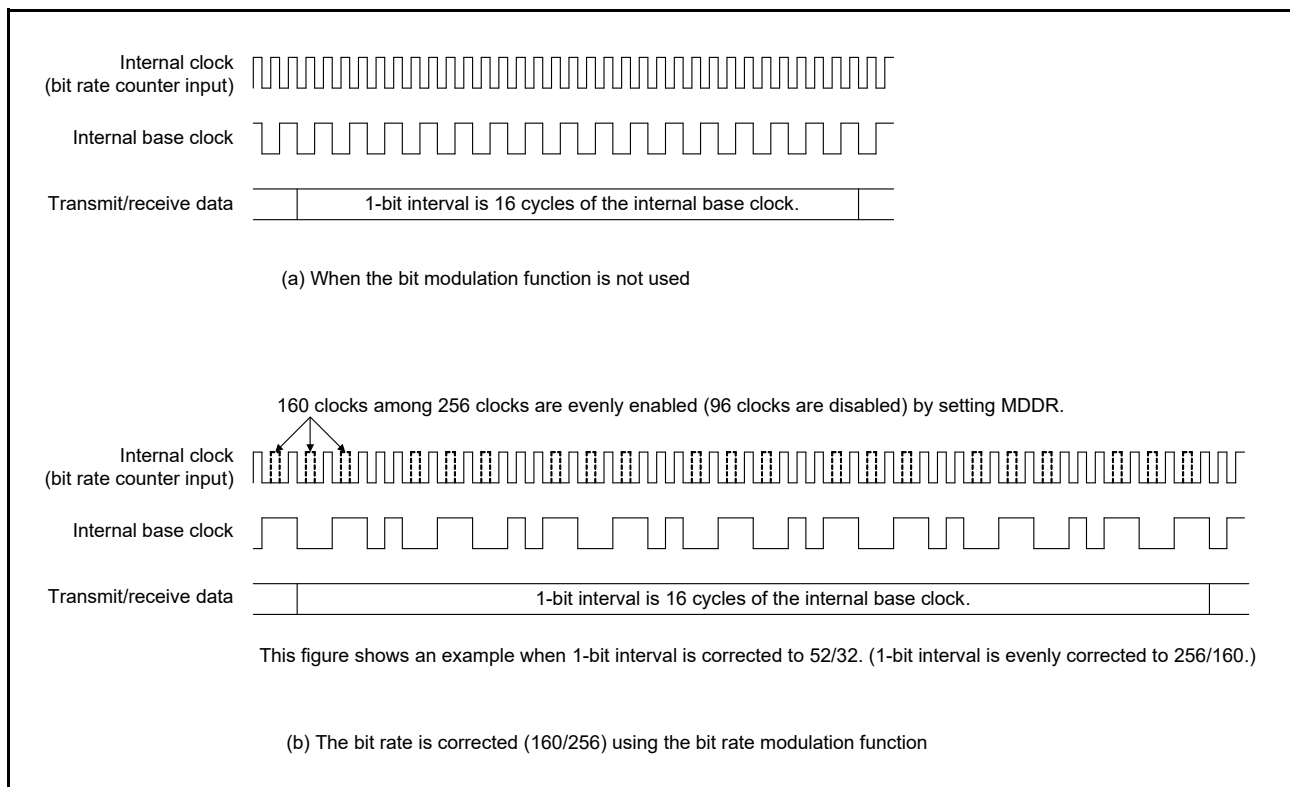 Internal clock
(bit rate counter input)
Internal base clock
Transmit/receive data
1-bit interval is 16 cycles of the internal base clock.
(a) When the bit modulation function is not used
160 clocks among 256 clocks are evenly enabled (96 clocks are disabled) by setting MDDR.
Internal clock
(bit rate counter input)
Internal base clock
Transmit/receive data
1-bit interval is 16 cycles of the internal base clock.
This figure shows an example when 1-bit interval is corrected to 52/32. (1-bit interval is evenly corrected to 256/160.)
(b) The bit rate is corrected (160/256) using the bit rate modulation function